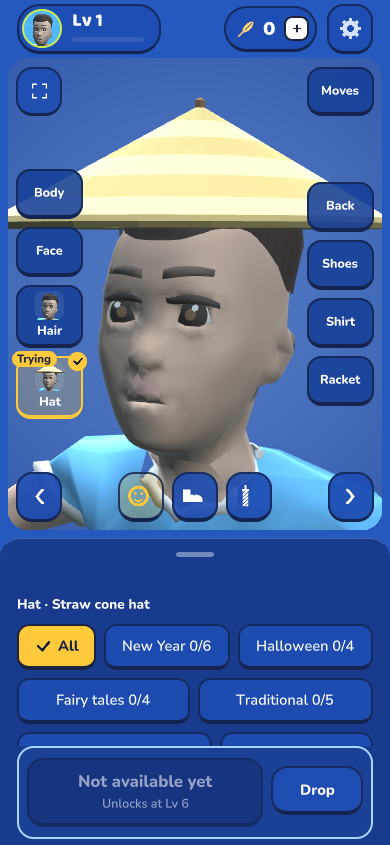 Lv 1
0 +
Moves
Body
Back
Face
Shoes
Hair
Shirt
Trying
Hat
Racket
Hat · Straw cone hat
All
New Year 0/6
Halloween 0/4
Fairy tales 0/4
Traditional 0/5
Not available yet
Unlocks at Lv 6
Drop